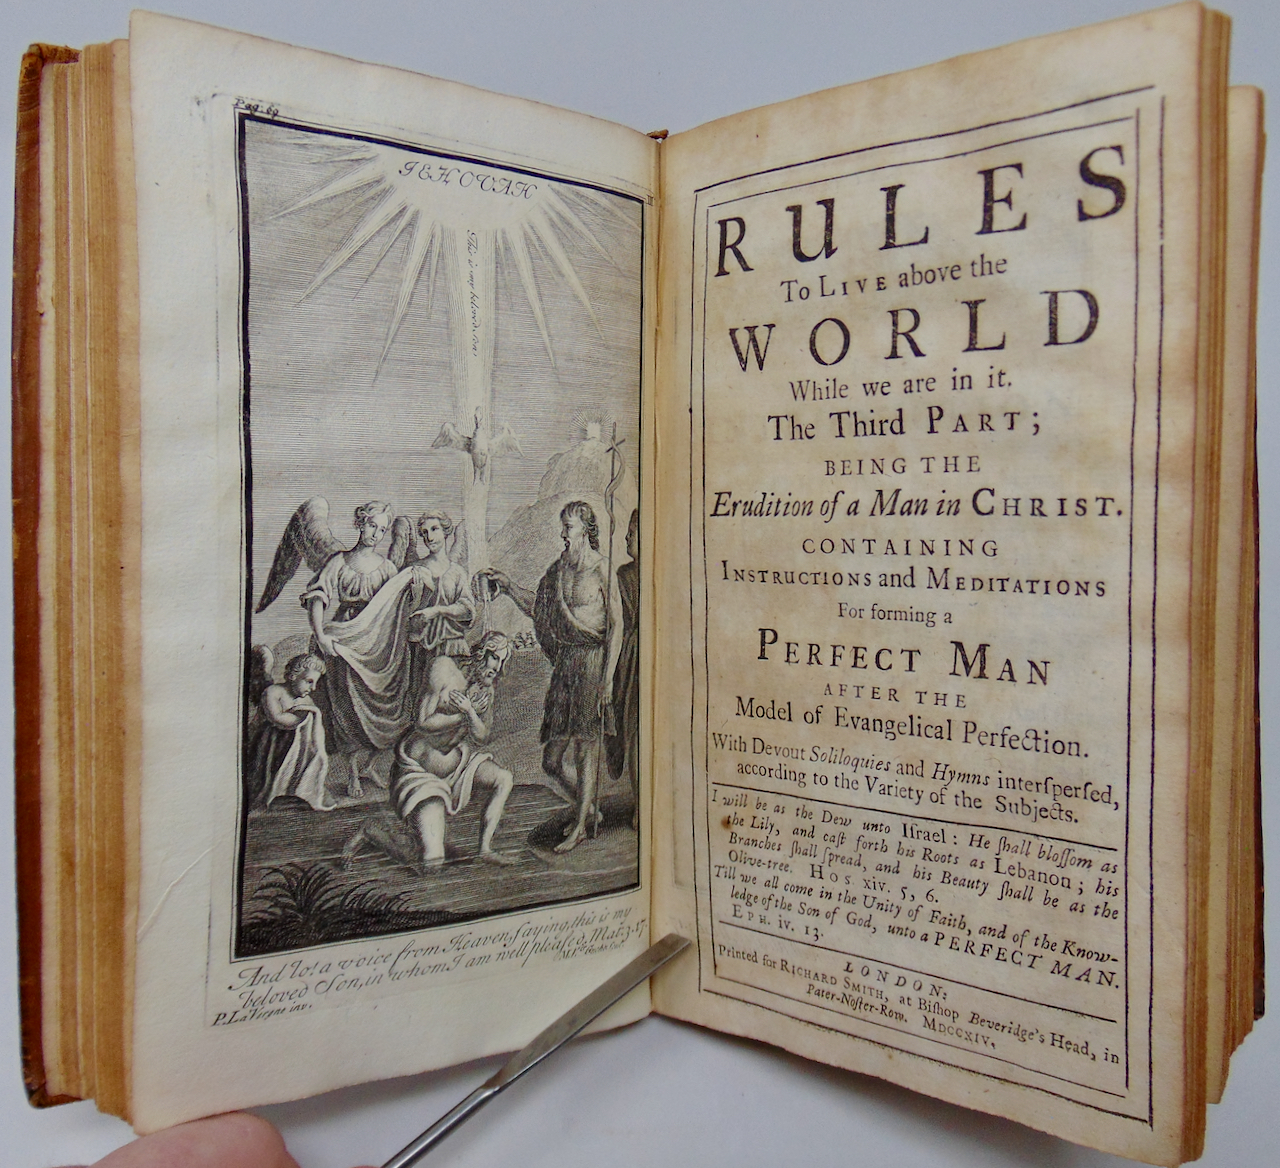 Pag. 69
JEHOVAH
This is my beloved Son
And lo! a voice from Heaven, saying, this is my
beloved Son, in whom I am well pleased, Mat. 3. 17.
P. La Vergne inv.
RULES
To LIVE above the
WORLD
While we are in it.
The Third PART;
BEING THE
Erudition of a Man in CHRIST.
CONTAINING
INSTRUCTIONS and MEDITATIONS
For forming a
PERFECT MAN
AFTER THE
Model of Evangelical Perfection.
With Devout Soliloquies and Hymns interſperſed,
according to the Variety of the Subjects.
I will be as the Dew unto Iſrael: He ſhall bloſſom as
the Lily, and caſt forth his Roots as Lebanon; his
Branches ſhall ſpread, and his Beauty ſhall be as the
Olive-tree. HOS. xiv. 5, 6.
Till we all come in the Unity of Faith, and of the Know-
ledge of the Son of God, unto a PERFECT MAN.
EPH. iv. 13.
LONDON:
Printed for RICHARD SMITH, at Biſhop Beveridge's Head, in
Pater-Noſter-Row. MDCCXIV.